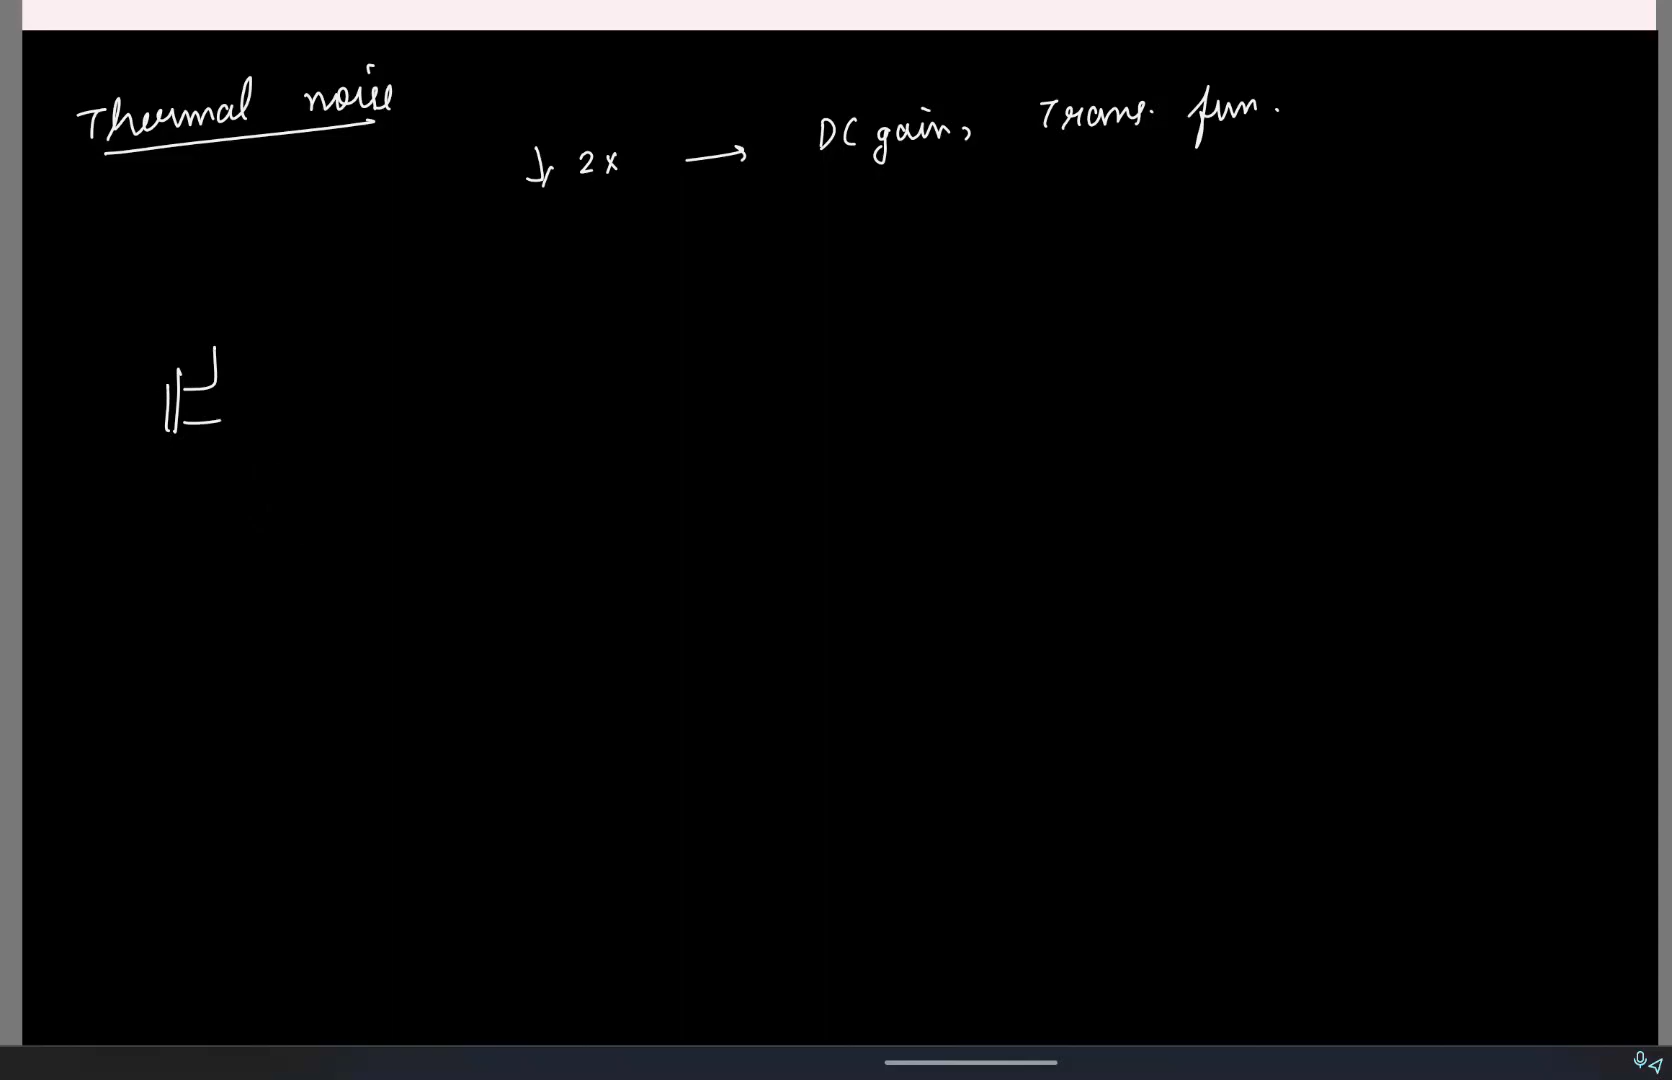 Thermal noise
↓ 2x → DC gain, Trans. fun.